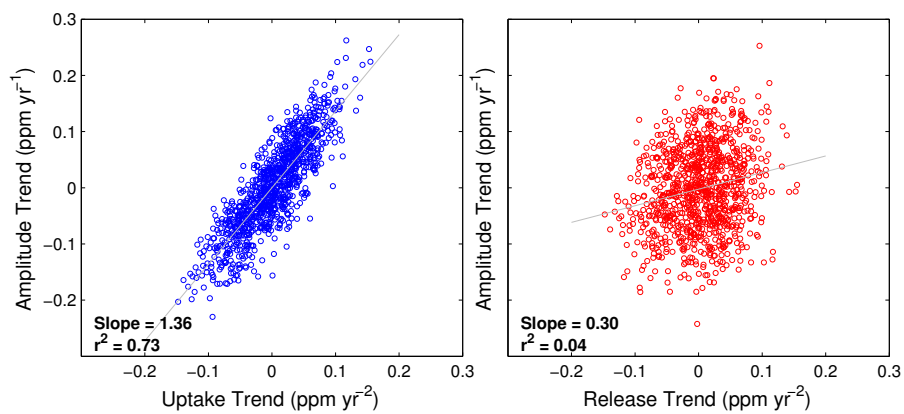 0.3
0.2
0.1
0
−0.1
−0.2
Amplitude Trend (ppm yr⁻¹)
Slope = 1.36
r² = 0.73
−0.2 −0.1 0 0.1 0.2 0.3
Uptake Trend (ppm yr⁻²)
Amplitude Trend (ppm yr⁻¹)
Slope = 0.30
r² = 0.04
−0.2 −0.1 0 0.1 0.2 0.3
Release Trend (ppm yr⁻²)